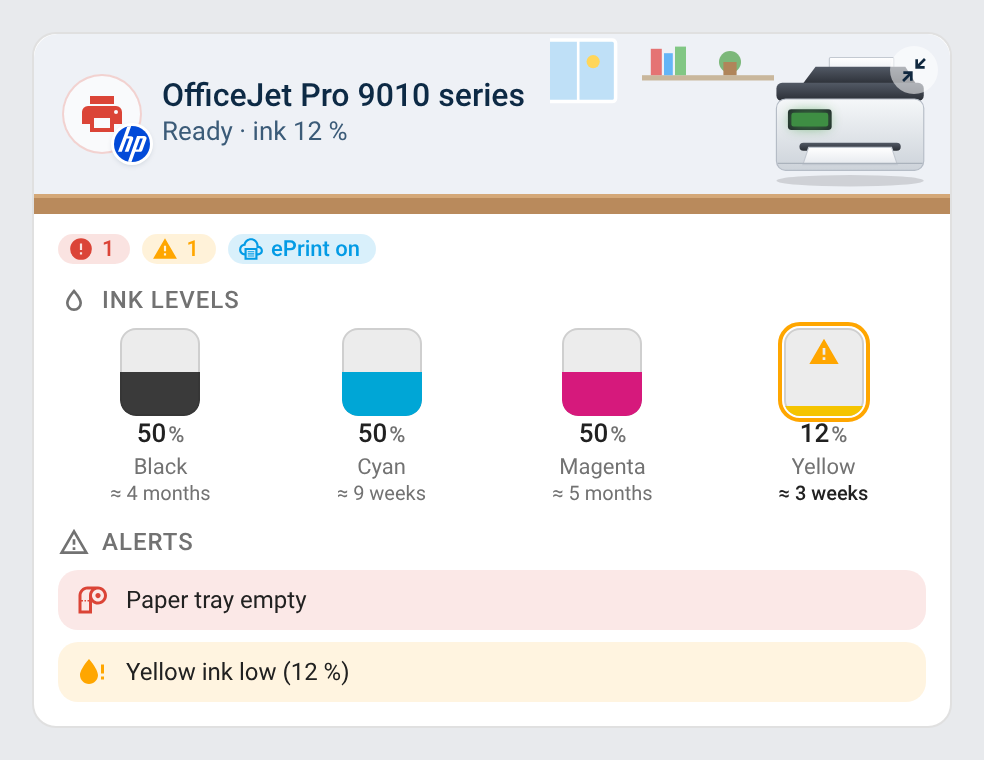 OfficeJet Pro 9010 series
Ready · ink 12 %
hp
1
1
ePrint on
INK LEVELS
50%
50%
50%
12%
Black
Cyan
Magenta
Yellow
≈ 4 months
≈ 9 weeks
≈ 5 months
≈ 3 weeks
ALERTS
Paper tray empty
Yellow ink low (12 %)